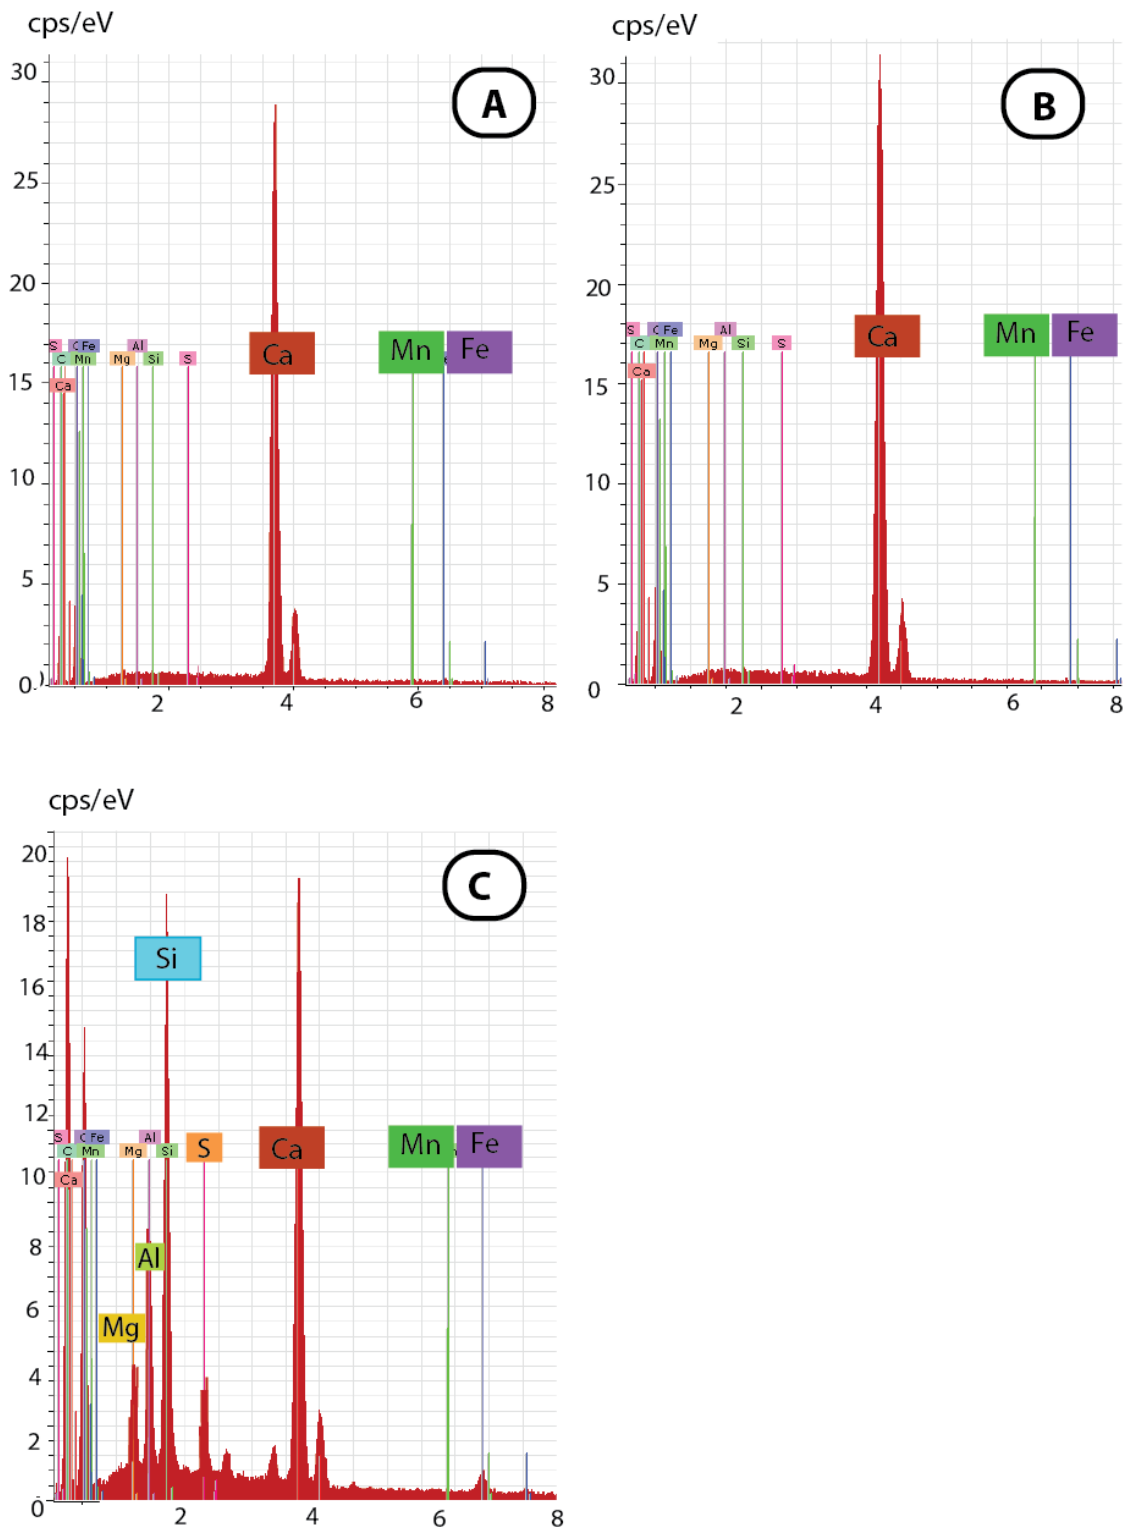 cps/eV
A
30
25
20
15
10
5
0
S C Fe Al
C Mn Mg Si S
Ca
Ca
Mn Fe
2 4 6 8
cps/eV
B
30
25
20
15
10
5
0
S C Fe Al
C Mn Mg Si S
Ca
Ca
Mn Fe
2 4 6 8
cps/eV
C
20
18
16
14
12
10
8
6
4
2
0
Si
S C Fe Al
C Mn Mg Si
Ca
S
Ca
Mn Fe
Al
Mg
2 4 6 8